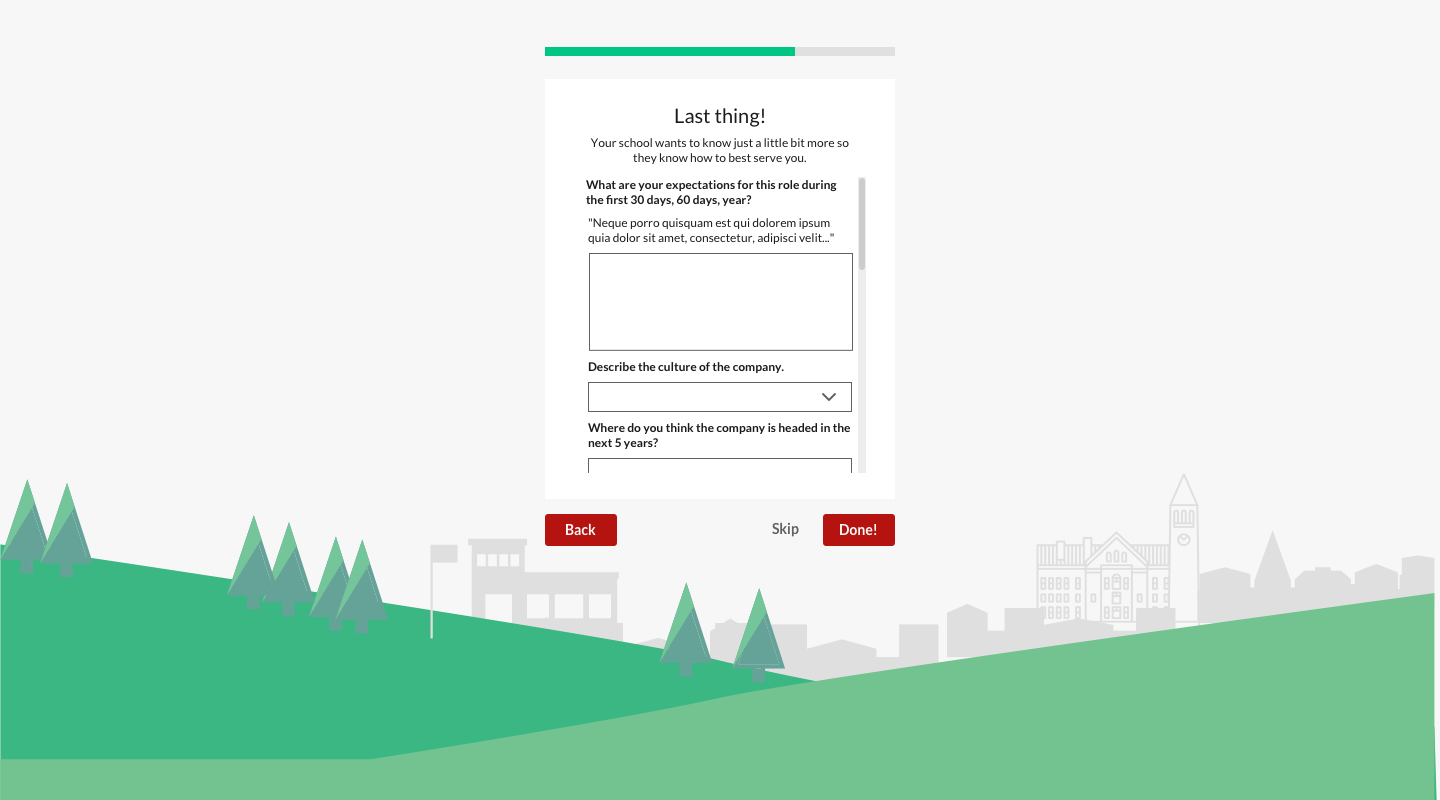 Last thing!
Your school wants to know just a little bit more so
they know how to best serve you.
What are your expectations for this role during
the first 30 days, 60 days, year?
"Neque porro quisquam est qui dolorem ipsum
quia dolor sit amet, consectetur, adipisci velit..."
Describe the culture of the company.
Where do you think the company is headed in the
next 5 years?
Back
Skip
Done!